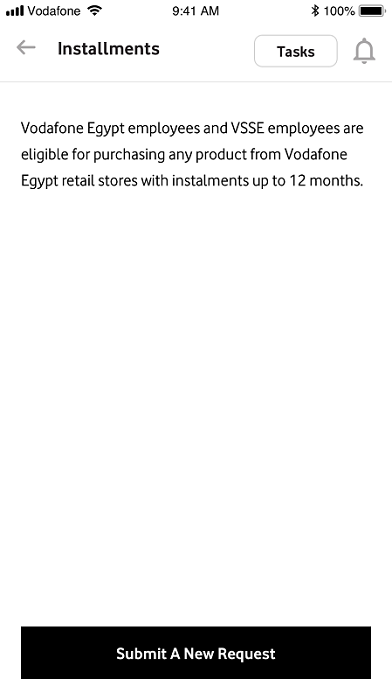 Vodafone 9:41 AM 100%
Installments Tasks
Vodafone Egypt employees and VSSE employees are
eligible for purchasing any product from Vodafone
Egypt retail stores with instalments up to 12 months.
Submit A New Request